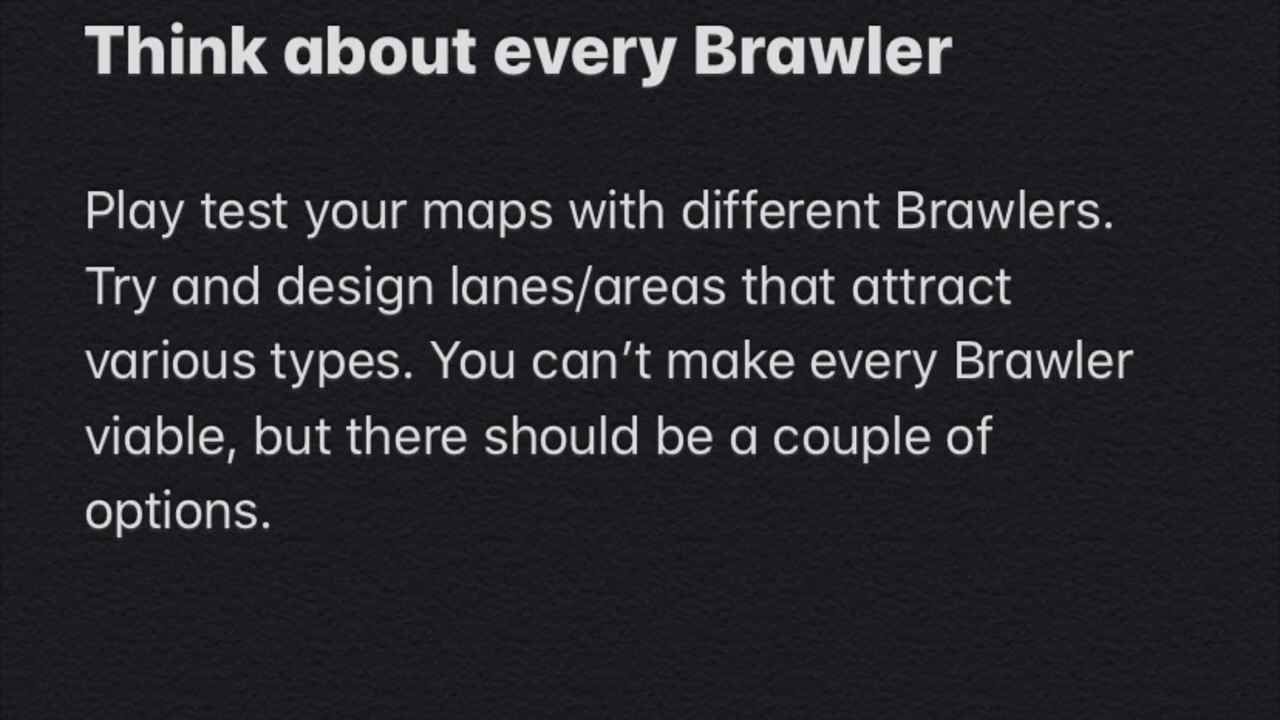 Think about every Brawler
Play test your maps with different Brawlers.
Try and design lanes/areas that attract
various types. You can’t make every Brawler
viable, but there should be a couple of
options.